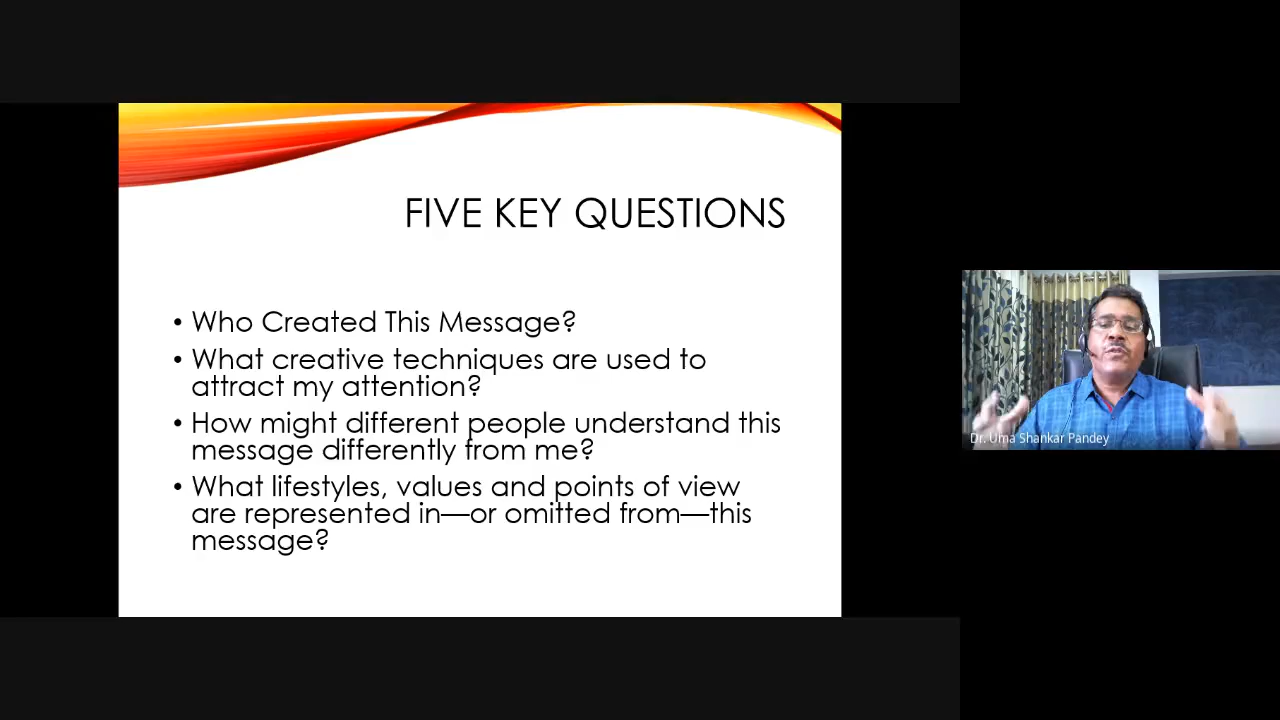 FIVE KEY QUESTIONS
• Who Created This Message?
• What creative techniques are used to
attract my attention?
• How might different people understand this
message differently from me?
• What lifestyles, values and points of view
are represented in—or omitted from—this
message?
Dr. Uma Shankar Pandey